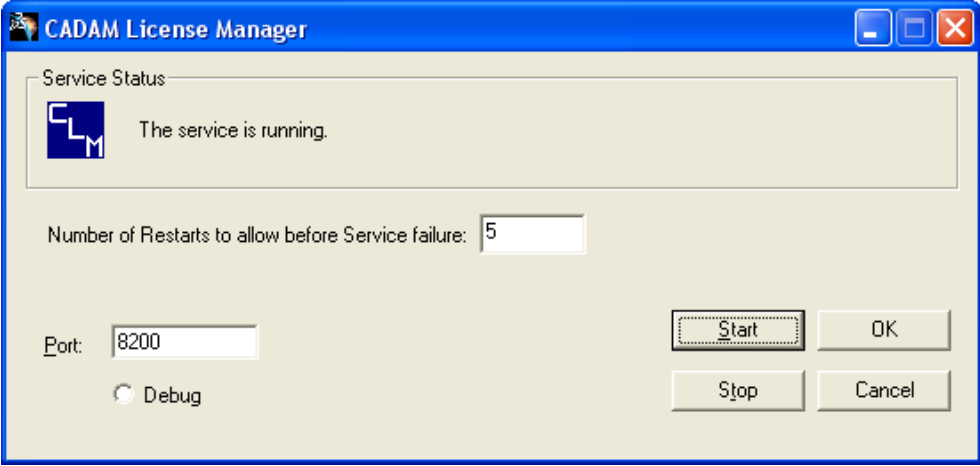 CADAM License Manager
Service Status
CLM
The service is running.
Number of Restarts to allow before Service failure: 5
Port: 8200
Start OK
Debug
Stop Cancel